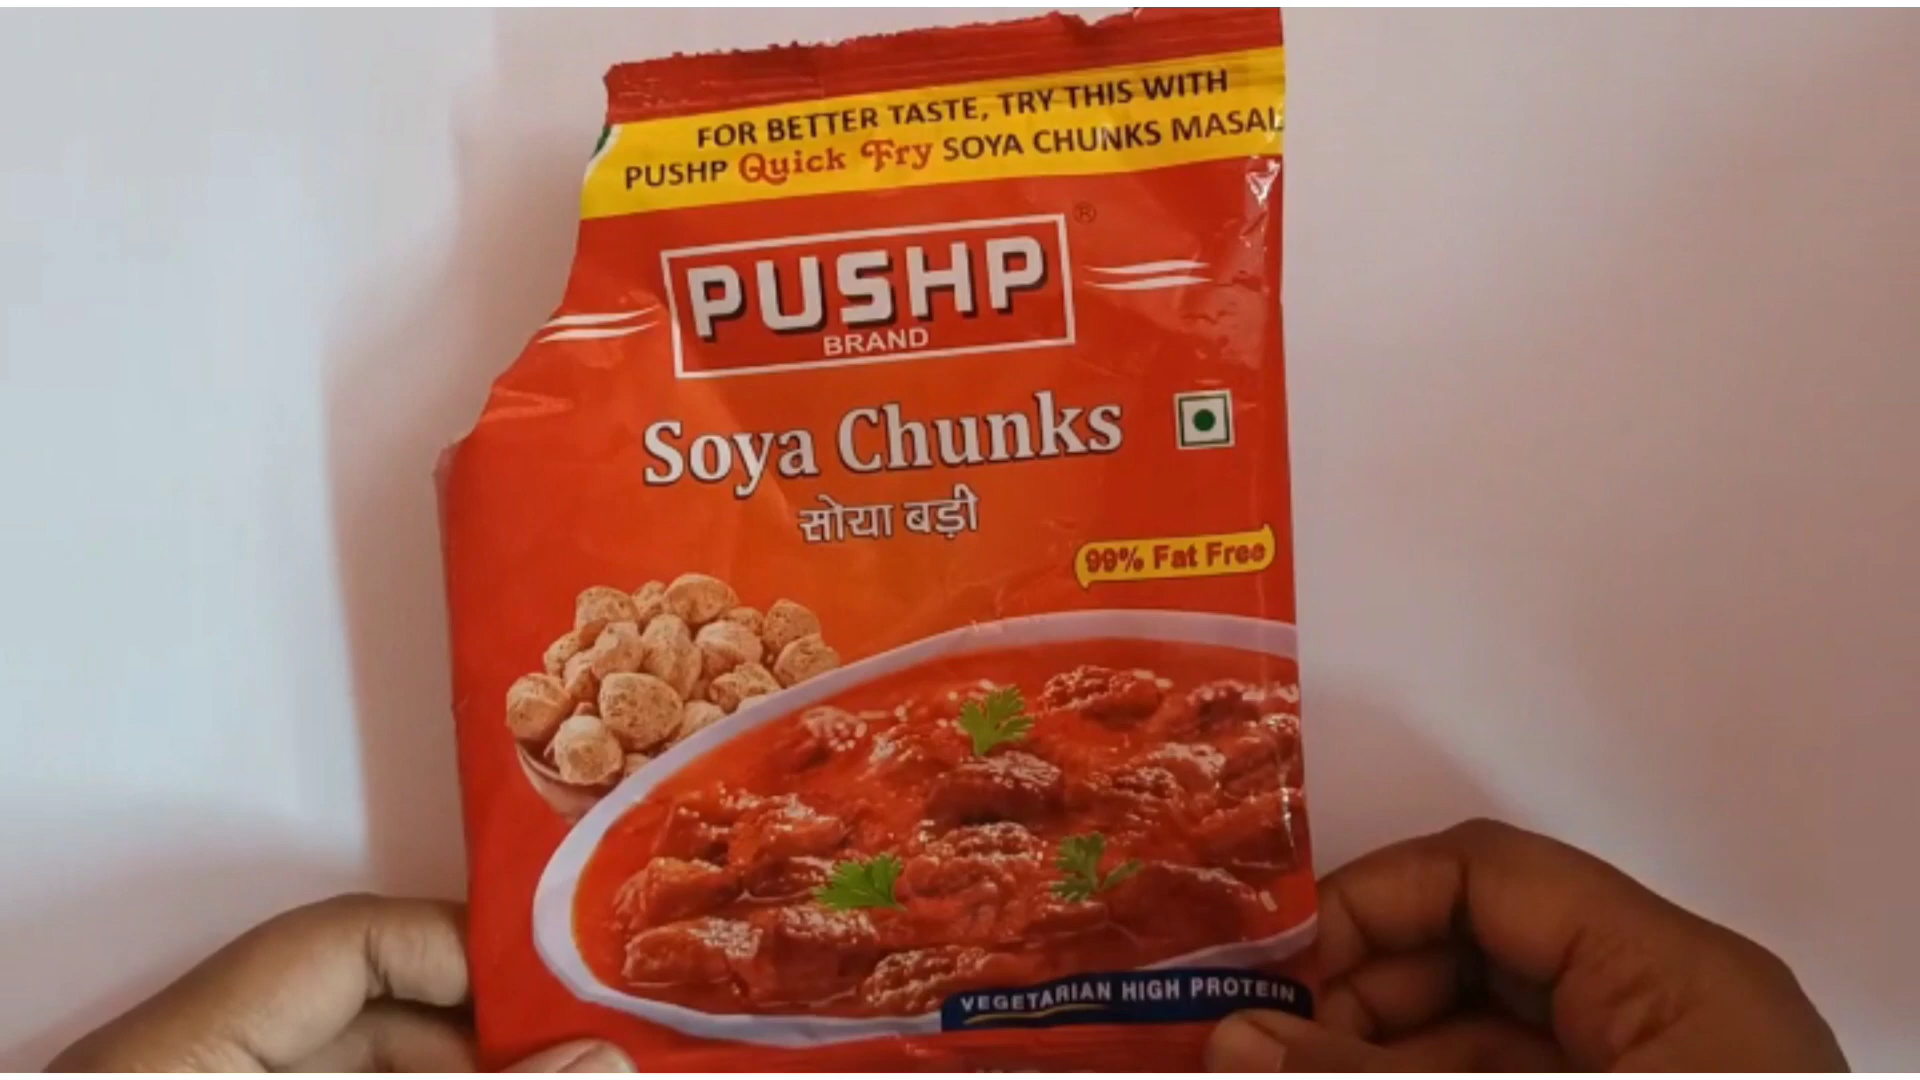 FOR BETTER TASTE, TRY THIS WITH
PUSHP Quick Fry SOYA CHUNKS MASAL
PUSHP ®
BRAND
Soya Chunks
सोया बड़ी
99% Fat Free
VEGETARIAN HIGH PROTEIN